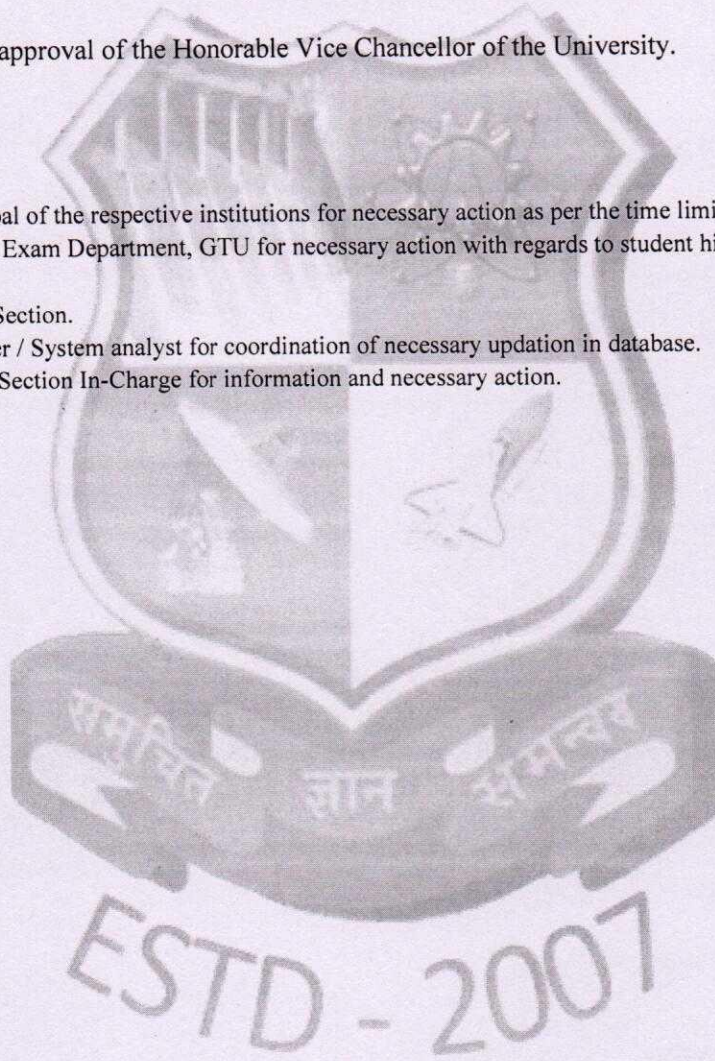 approval of the Honorable Vice Chancellor of the University.
al of the respective institutions for necessary action as per the time limi
Exam Department, GTU for necessary action with regards to student hi
Section.
er / System analyst for coordination of necessary updation in database.
Section In-Charge for information and necessary action.
समुचित ज्ञान समन्वय
ESTD - 2007